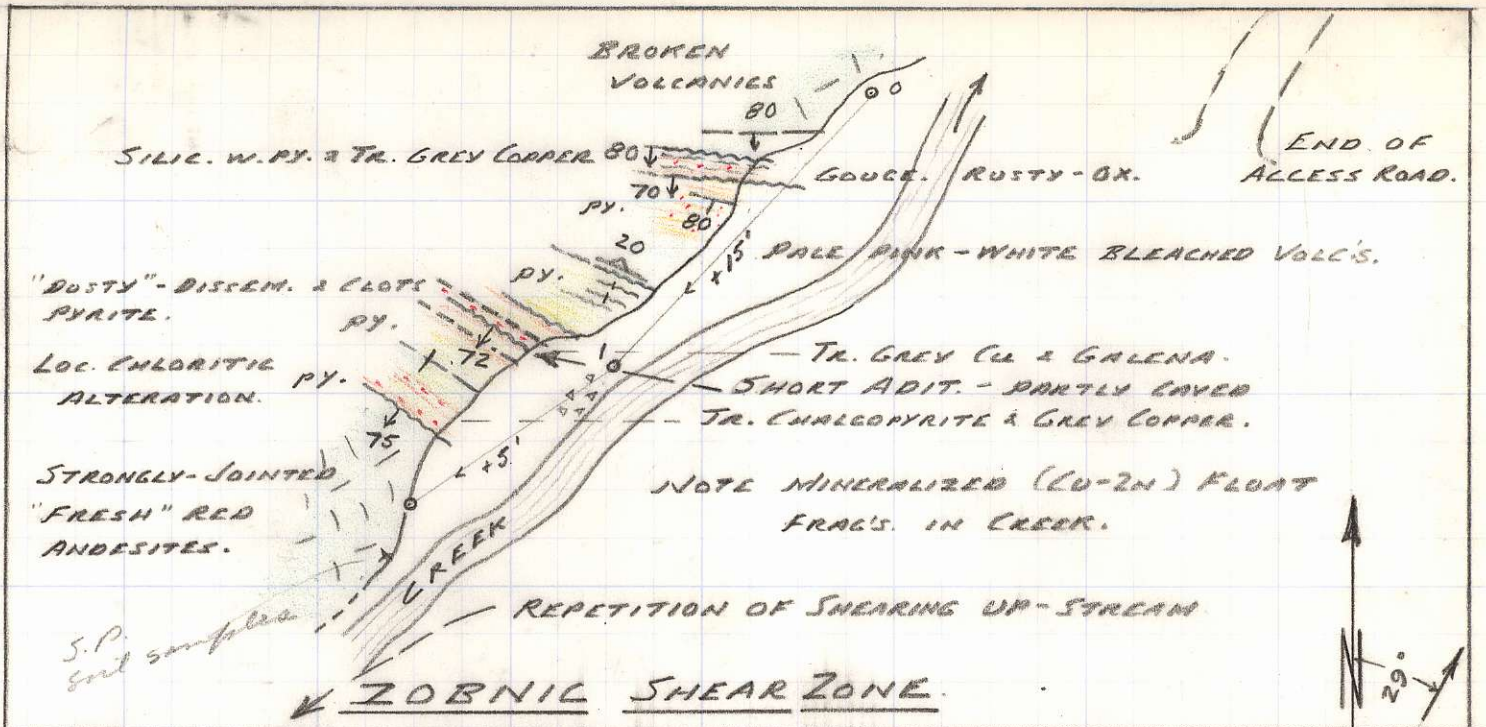 BROKEN
VOLCANICS
80
0
SILIC. W. PY. & TR. GREY COPPER
80
GOUGE. RUSTY-OX.
END OF
ACCESS ROAD.
70
PY.
80
20
+15'
PALE PINK-WHITE BLEACHED VOLC'S.
PY.
"DUSTY"-DISSEM. & CLOTS
PYRITE.
PY.
72°
1
TR. GREY CU & GALENA.
LOC. CHLORITIC
ALTERATION.
PY.
SHORT ADIT. - PARTLY CAVED
TR. CHALCOPYRITE & GREY COPPER.
75
+5'
STRONGLY-JOINTED
"FRESH" RED
ANDESITES.
NOTE MINERALIZED (CU-ZN) FLOAT
FRAG'S. IN CREEK.
CREEK
REPETITION OF SHEARING UP-STREAM
S.P.
soil samples
ZOBNIC SHEAR ZONE.
N
29°